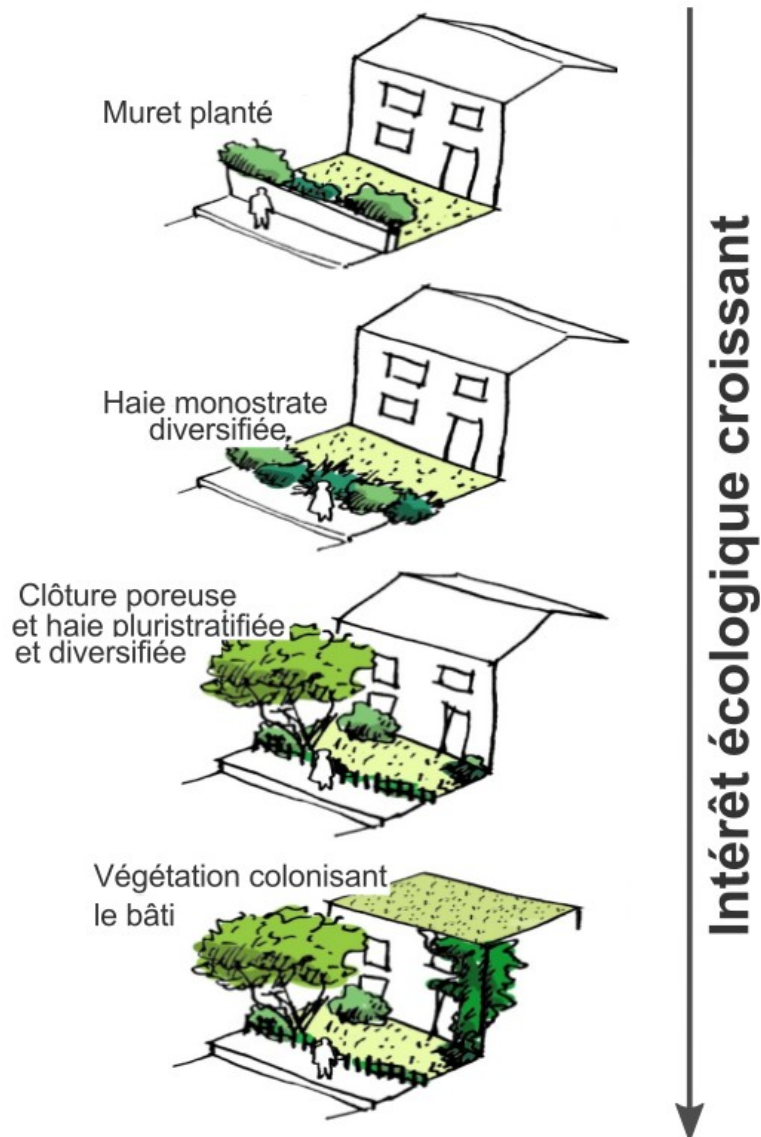 Muret planté
Haie monostrate
diversifiée
Clôture poreuse
et haie pluristratifiée
et diversifiée
Végétation colonisant
le bâti
Intérêt écologique croissant